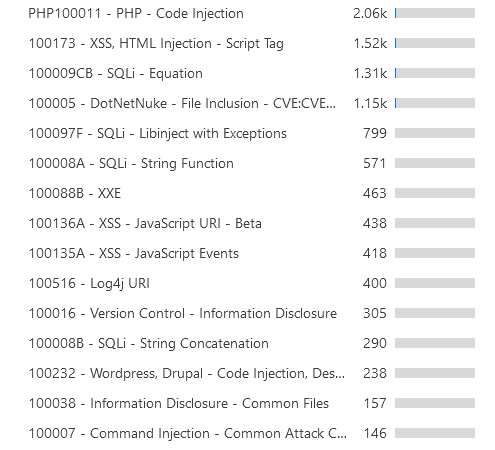 PHP100011 - PHP - Code Injection 2.06k
100173 - XSS, HTML Injection - Script Tag 1.52k
100009CB - SQLi - Equation 1.31k
100005 - DotNetNuke - File Inclusion - CVE:CVE... 1.15k
100097F - SQLi - Libinject with Exceptions 799
100008A - SQLi - String Function 571
100088B - XXE 463
100136A - XSS - JavaScript URI - Beta 438
100135A - XSS - JavaScript Events 418
100516 - Log4j URI 400
100016 - Version Control - Information Disclosure 305
100008B - SQLi - String Concatenation 290
100232 - Wordpress, Drupal - Code Injection, Des... 238
100038 - Information Disclosure - Common Files 157
100007 - Command Injection - Common Attack C... 146